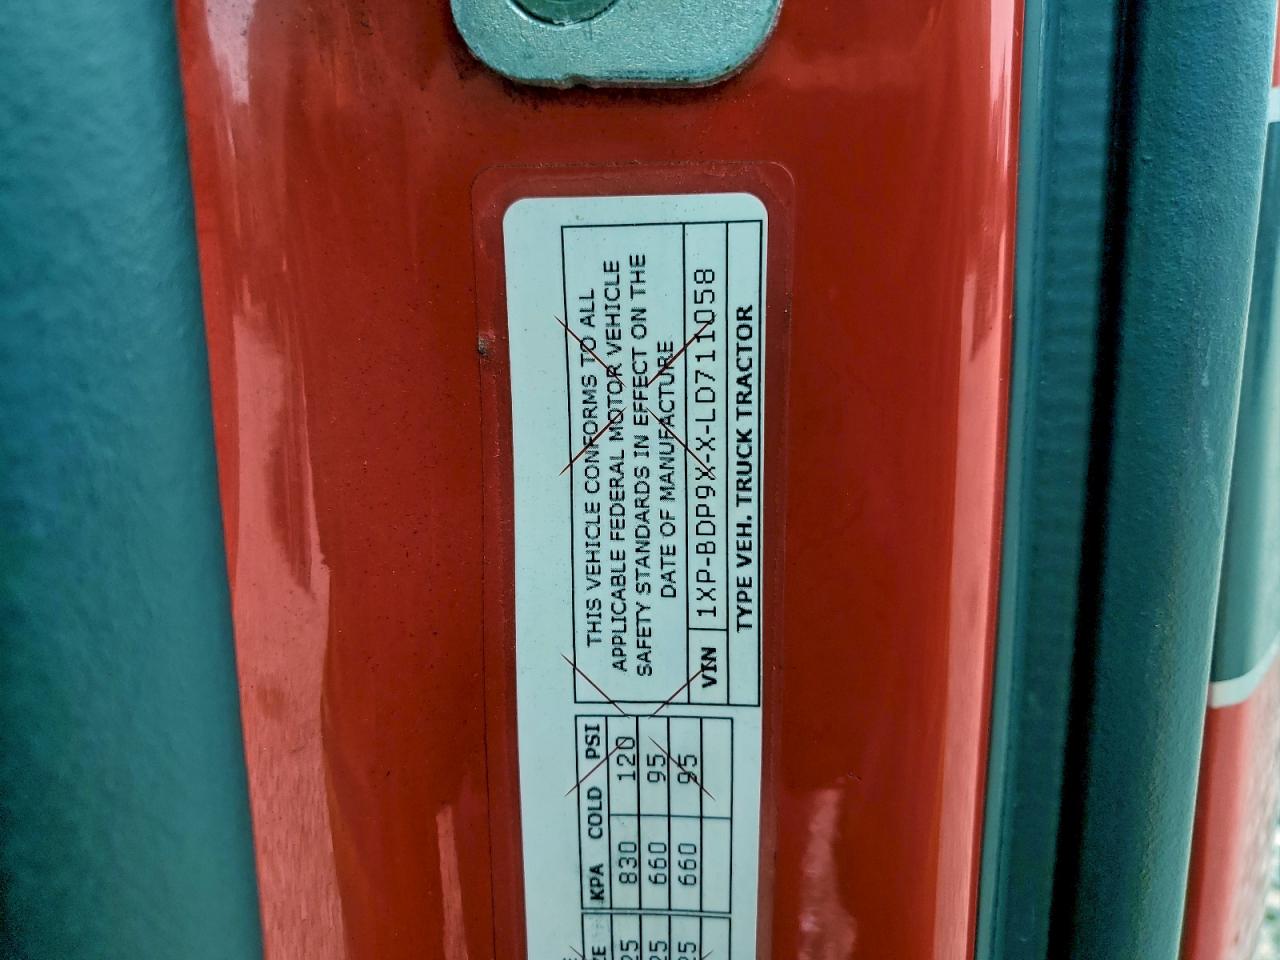 THIS VEHICLE CONFORMS TO ALL
APPLICABLE FEDERAL MOTOR VEHICLE
SAFETY STANDARDS IN EFFECT ON THE
DATE OF MANUFACTURE
VIN 1XP-BDP9X-X-LD711058
TYPE VEH. TRUCK TRACTOR
KPA COLD PSI
830 120
660 95
660 95